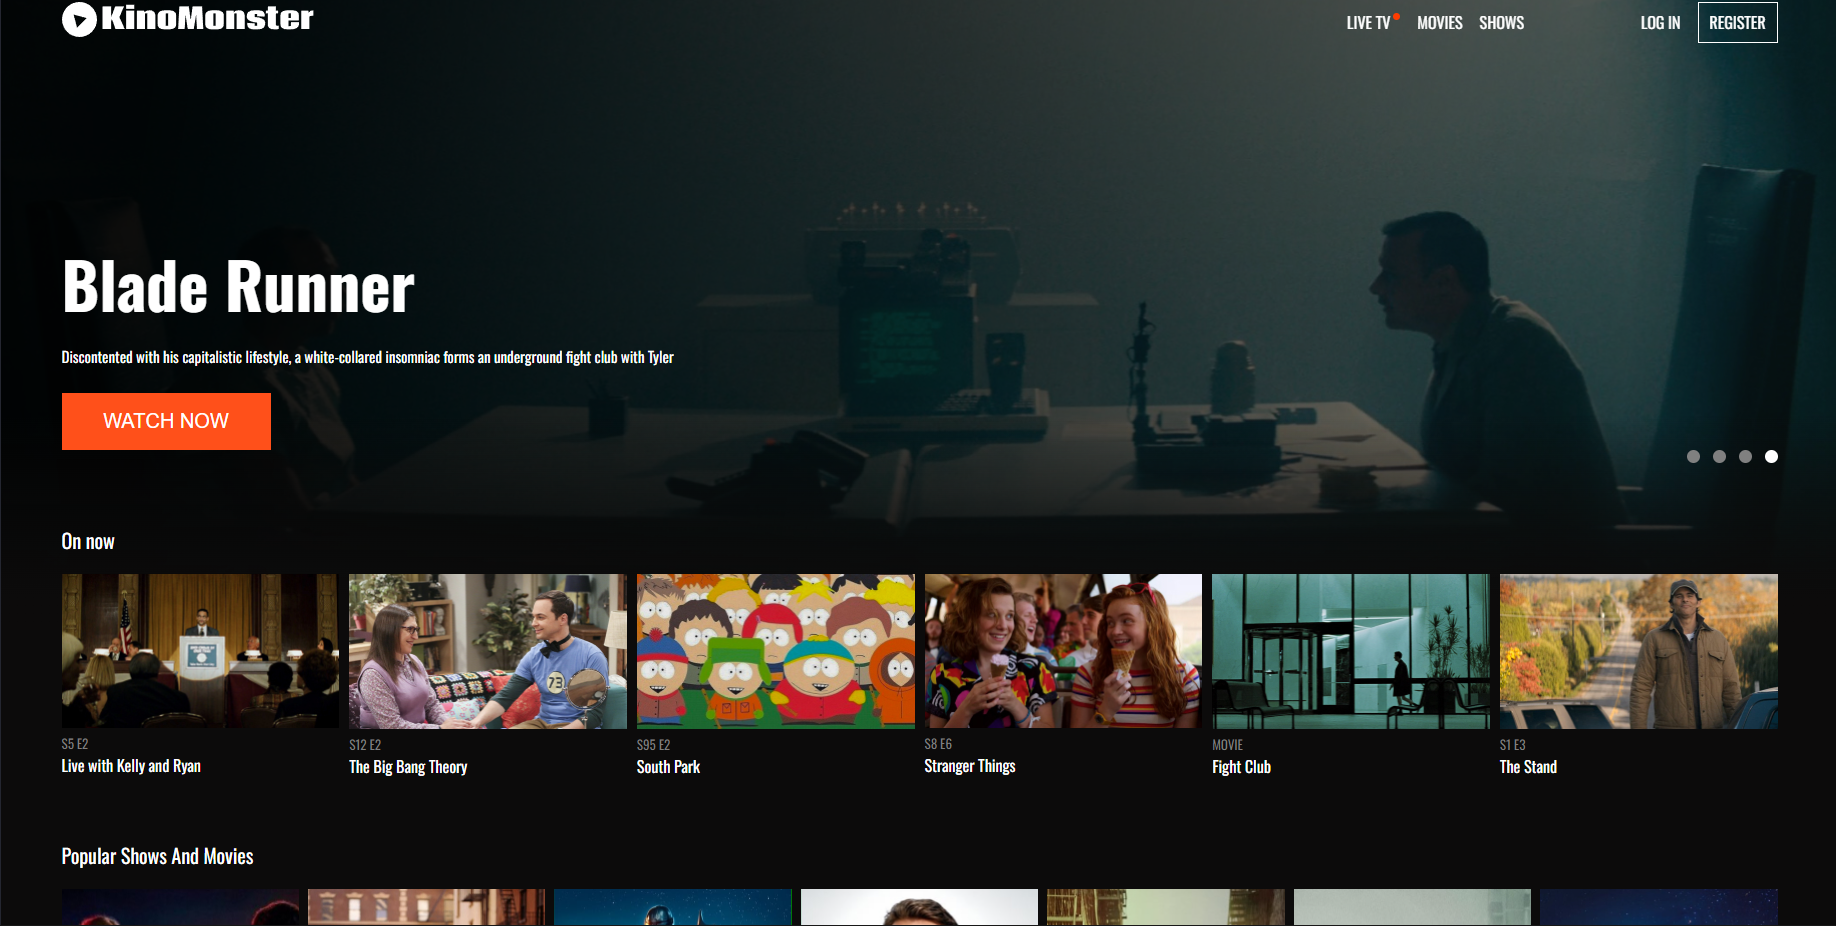 KinoMonster
LIVE TV MOVIES SHOWS LOG IN REGISTER
Blade Runner
Discontented with his capitalistic lifestyle, a white-collared insomniac forms an underground fight club with Tyler
WATCH NOW
On now
73
S5 E2
Live with Kelly and Ryan
S12 E2
The Big Bang Theory
S95 E2
South Park
S8 E6
Stranger Things
MOVIE
Fight Club
S1 E3
The Stand
Popular Shows And Movies